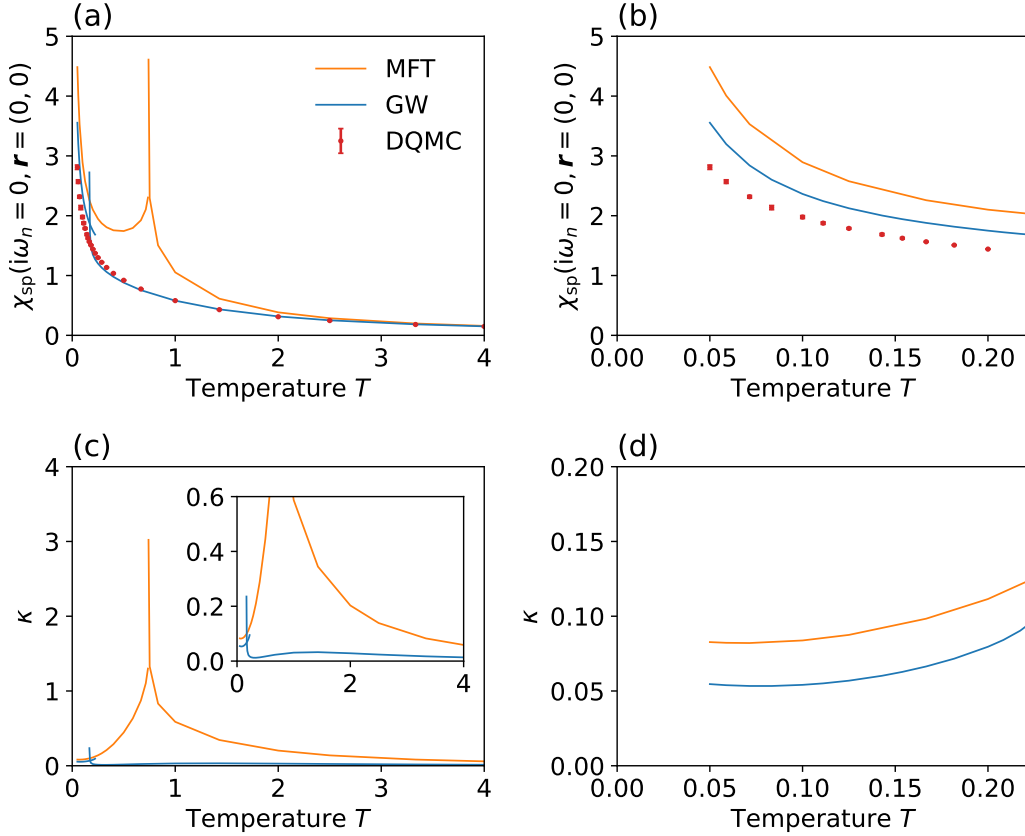 (a)
5
4
3
2
1
0
0 1 2 3 4
Temperature T
χsp(iωn = 0, r = (0, 0)
MFT
GW
DQMC
(b)
5
4
3
2
1
0
0.00 0.05 0.10 0.15 0.20
Temperature T
χsp(iωn = 0, r = (0, 0)
(c)
4
3
2
1
0
0 1 2 3 4
Temperature T
κ
0.6
0.4
0.2
0.0
0 2 4
(d)
0.20
0.15
0.10
0.05
0.00
0.00 0.05 0.10 0.15 0.20
Temperature T
κ